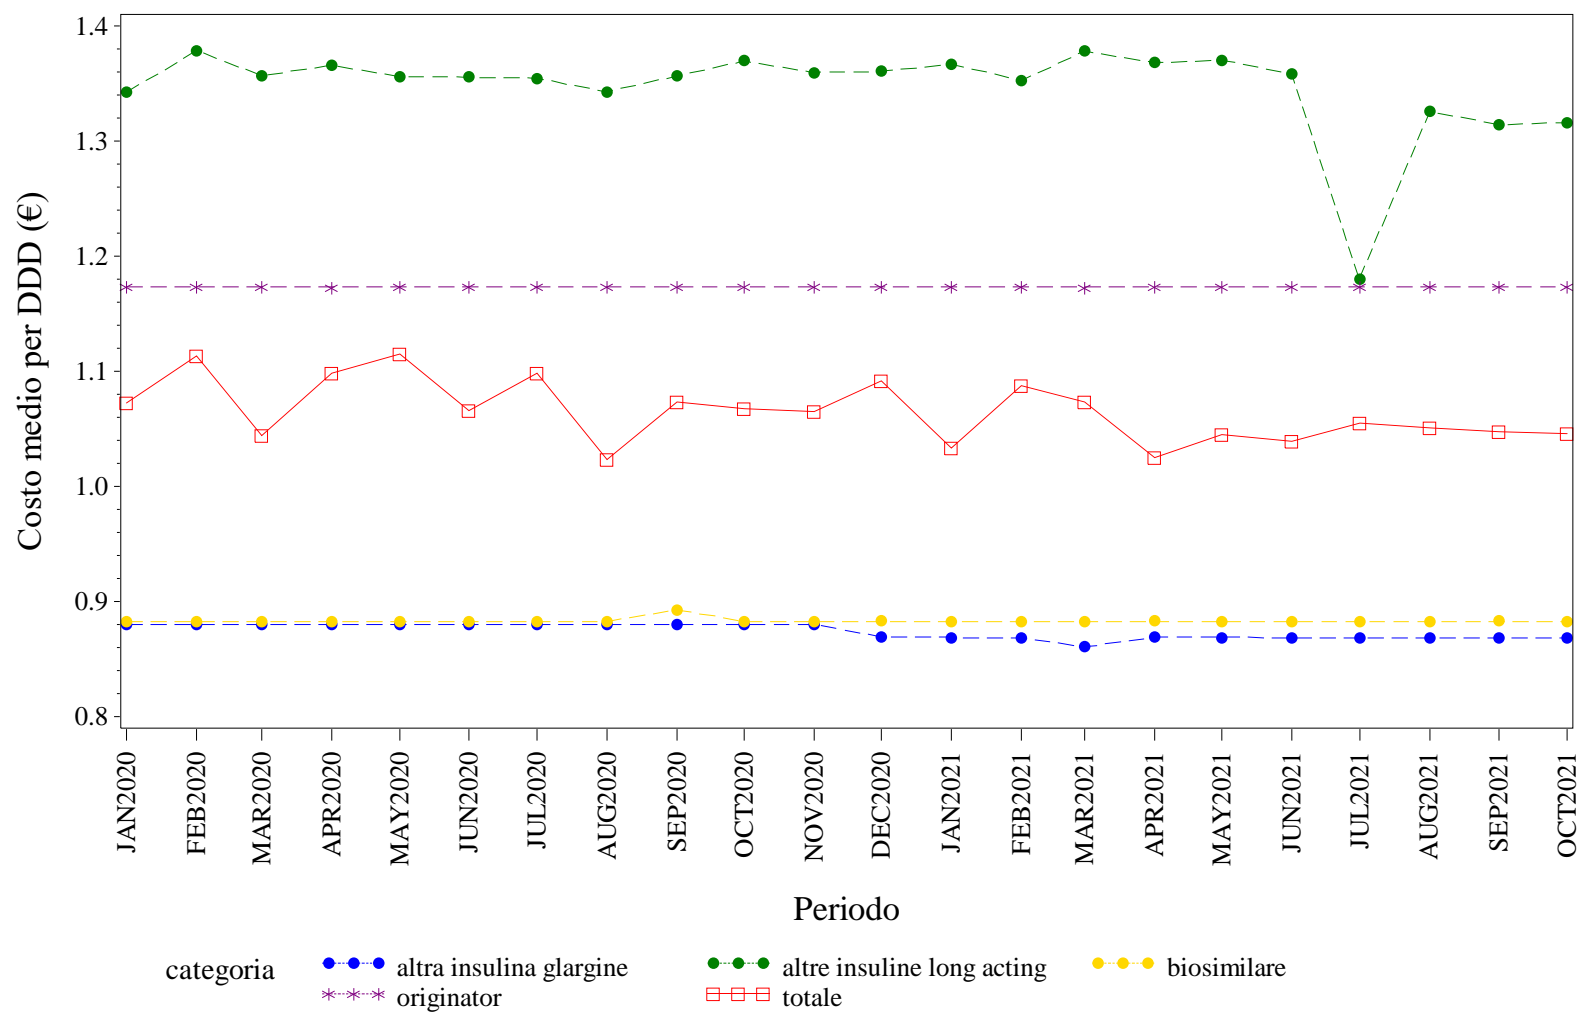 Costo medio per DDD (€)
1.4
1.3
1.2
1.1
1.0
0.9
0.8
JAN2020
FEB2020
MAR2020
APR2020
MAY2020
JUN2020
JUL2020
AUG2020
SEP2020
OCT2020
NOV2020
DEC2020
JAN2021
FEB2021
MAR2021
APR2021
MAY2021
JUN2021
JUL2021
AUG2021
SEP2021
OCT2021
Periodo
categoria
altra insulina glargine
altre insuline long acting
biosimilare
originator
totale